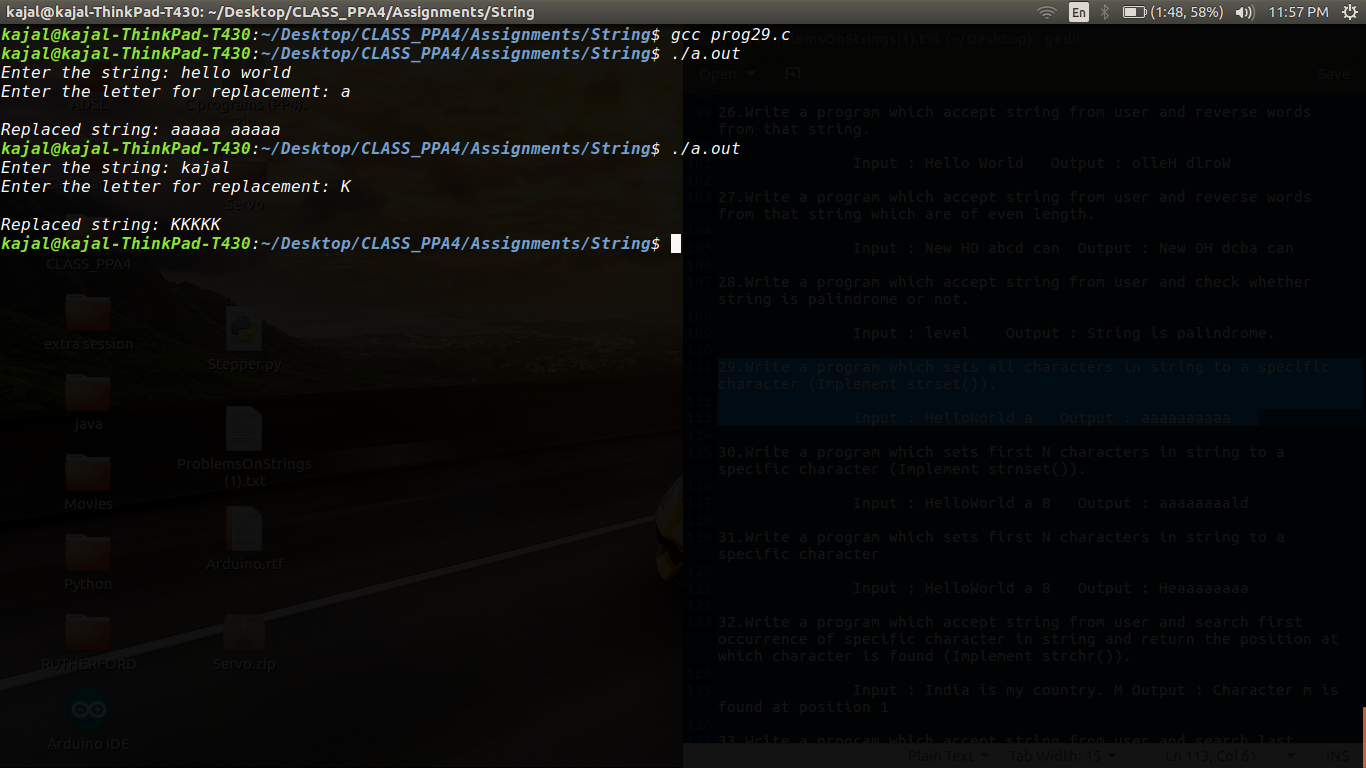 kajal@kajal-ThinkPad-T430: ~/Desktop/CLASS_PPA4/Assignments/String
En
(1:48, 58%)
11:57 PM
kajal@kajal-ThinkPad-T430:~/Desktop/CLASS_PPA4/Assignments/String$ gcc prog29.c
kajal@kajal-ThinkPad-T430:~/Desktop/CLASS_PPA4/Assignments/String$ ./a.out
Enter the string: hello world
Enter the letter for replacement: a
Replaced string: aaaaa aaaaa
kajal@kajal-ThinkPad-T430:~/Desktop/CLASS_PPA4/Assignments/String$ ./a.out
Enter the string: kajal
Enter the letter for replacement: K
Replaced string: KKKKK
kajal@kajal-ThinkPad-T430:~/Desktop/CLASS_PPA4/Assignments/String$
ADSL
C programs (PP4).
zip
Servo
CLASS_PPA4
extra session
Stepper.py
java
ProblemsOnStrings
(1).txt
Movies
Arduino.rtf
Python
RUTHERFORD
Servo.zip
Arduino IDE
Open
Save
26.Write a program which accept string from user and reverse words
from that string.
Input : Hello World Output : olleH dlroW
27.Write a program which accept string from user and reverse words
from that string which are of even length.
Input : New HO abcd can Output : New OH dcba can
28.Write a program which accept string from user and check whether
string is palindrome or not.
Input : level Output : String is palindrome.
29.Write a program which sets all characters in string to a specific
character (Implement strset()).
Input : HelloWorld a Output : aaaaaaaaaa
30.Write a program which sets first N characters in string to a
specific character (Implement strnset()).
Input : HelloWorld a 8 Output : aaaaaaaald
31.Write a program which sets first N characters in string to a
specific character
Input : HelloWorld a 8 Output : Heaaaaaaaa
32.Write a program which accept string from user and search first
occurrence of specific character in string and return the position at
which character is found (Implement strchr()).
Input : India is my country. M Output : Character m is
found at position 1
33.Write a program which accept string from user and search last
Plain Text
Tab Width: 15
Ln 113, Col 61
INS